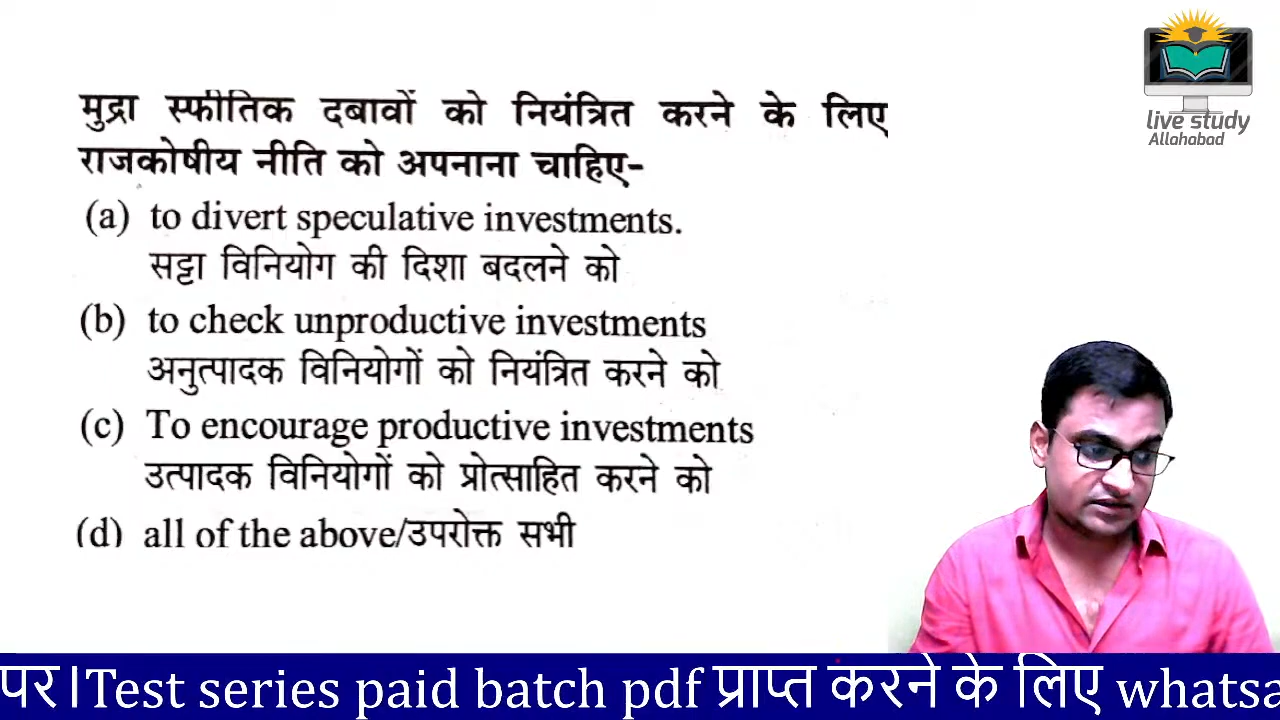 live study
Allahabad
मुद्रा स्फीतिक दबावों को नियंत्रित करने के लिए
राजकोषीय नीति को अपनाना चाहिए-
(a) to divert speculative investments.
सट्टा विनियोग की दिशा बदलने को
(b) to check unproductive investments
अनुत्पादक विनियोगों को नियंत्रित करने को
(c) To encourage productive investments
उत्पादक विनियोगों को प्रोत्साहित करने को
(d) all of the above/उपरोक्त सभी
पर।Test series paid batch pdf प्राप्त करने के लिए whatsa